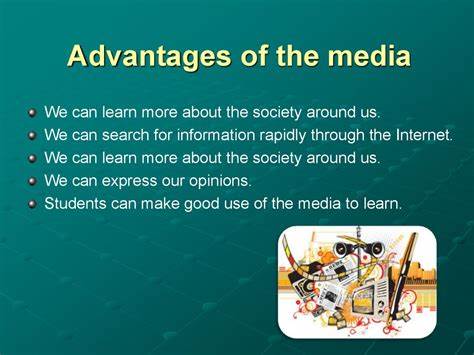 Advantages of the media
We can learn more about the society around us.
We can search for information rapidly through the Internet.
We can learn more about the society around us.
We can express our opinions.
Students can make good use of the media to learn.